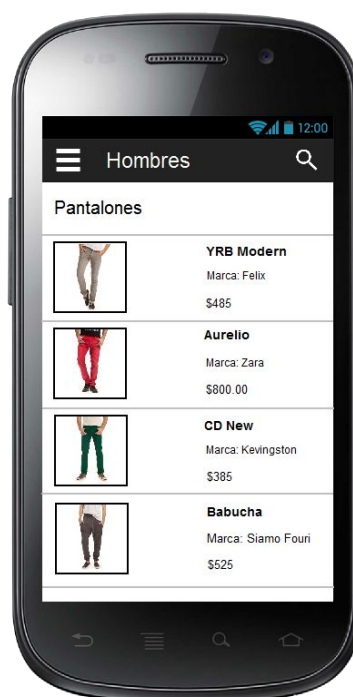 12:00
Hombres
Pantalones
YRB Modern
Marca: Felix
$485
Aurelio
Marca: Zara
$800.00
CD New
Marca: Kevingston
$385
Babucha
Marca: Siamo Fouri
$525